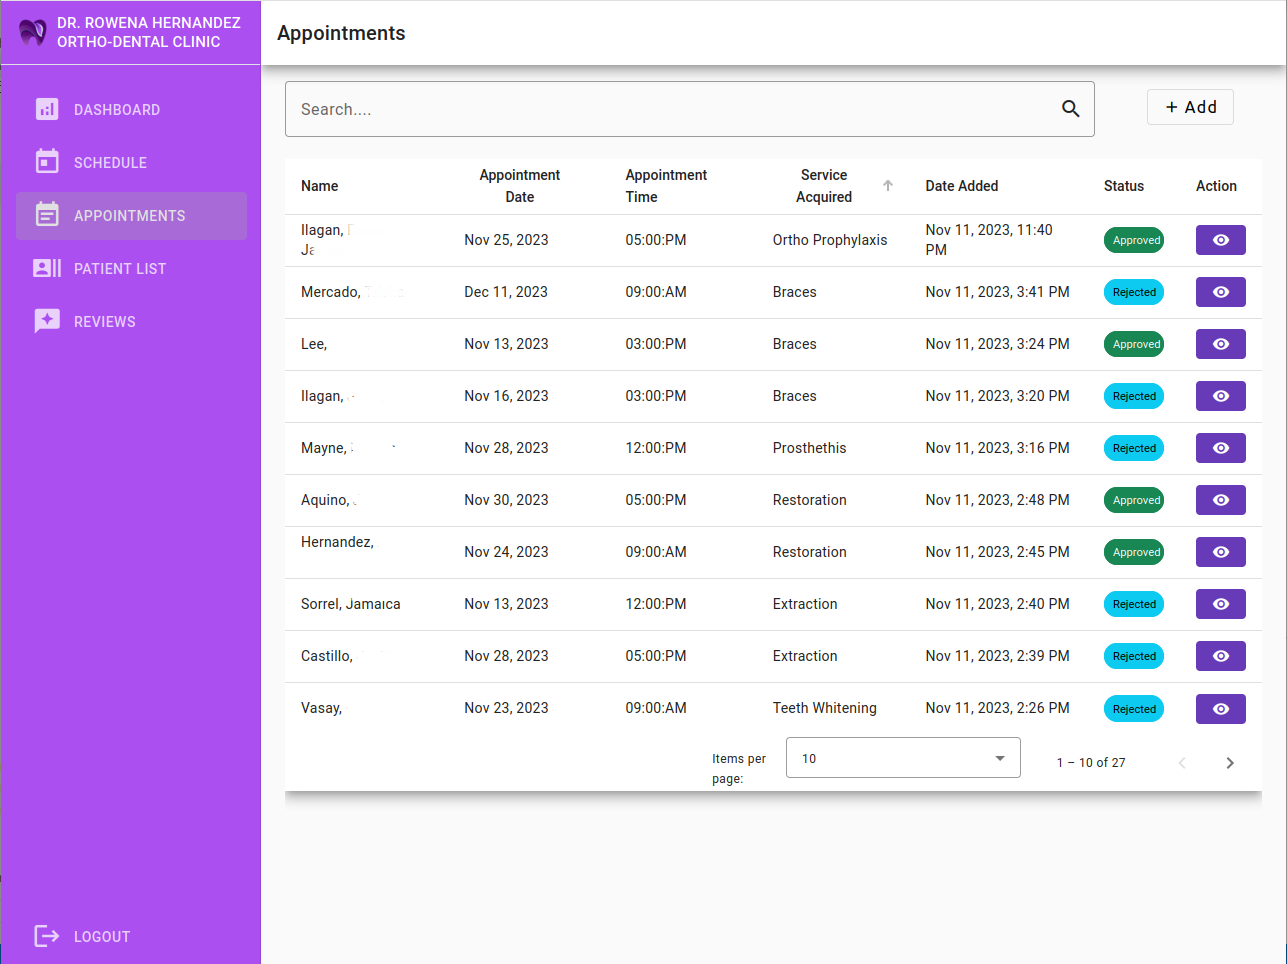 DR. ROWENA HERNANDEZ
ORTHO-DENTAL CLINIC
Appointments
DASHBOARD
SCHEDULE
APPOINTMENTS
PATIENT LIST
REVIEWS
LOGOUT
Search....
+ Add
Name Appointment Date Appointment Time Service Acquired Date Added Status Action
Ilagan, Nov 25, 2023 05:00:PM Ortho Prophylaxis Nov 11, 2023, 11:40 PM Approved
Mercado, Dec 11, 2023 09:00:AM Braces Nov 11, 2023, 3:41 PM Rejected
Lee, Nov 13, 2023 03:00:PM Braces Nov 11, 2023, 3:24 PM Approved
Ilagan, Nov 16, 2023 03:00:PM Braces Nov 11, 2023, 3:20 PM Rejected
Mayne, Nov 28, 2023 12:00:PM Prosthethis Nov 11, 2023, 3:16 PM Rejected
Aquino, Nov 30, 2023 05:00:PM Restoration Nov 11, 2023, 2:48 PM Approved
Hernandez, Nov 24, 2023 09:00:AM Restoration Nov 11, 2023, 2:45 PM Approved
Sorrel, Jamaica Nov 13, 2023 12:00:PM Extraction Nov 11, 2023, 2:40 PM Rejected
Castillo, Nov 28, 2023 05:00:PM Extraction Nov 11, 2023, 2:39 PM Rejected
Vasay, Nov 23, 2023 09:00:AM Teeth Whitening Nov 11, 2023, 2:26 PM Rejected
Items per page: 10 1 – 10 of 27